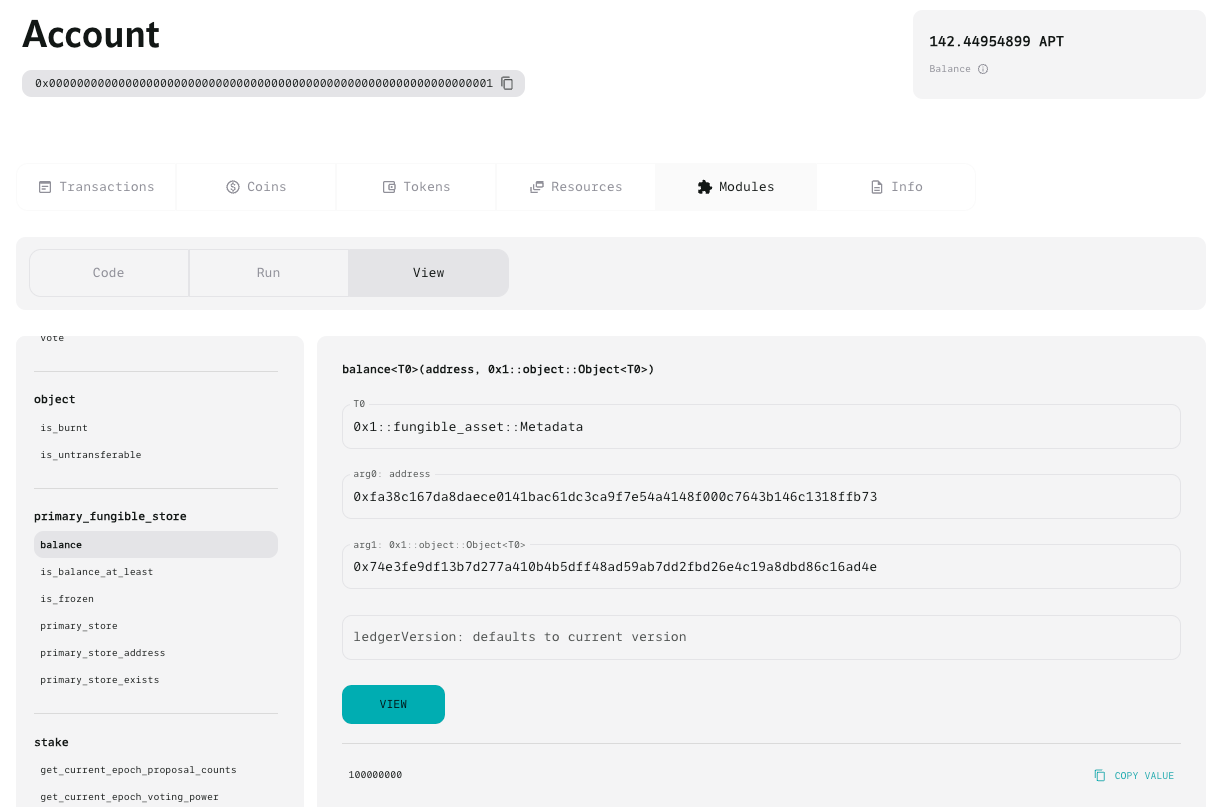 Account
142.44954899 APT
Balance
0x0000000000000000000000000000000000000000000000000000000000000001
Transactions
Coins
Tokens
Resources
Modules
Info
Code
Run
View
vote
object
is_burnt
is_untransferable
primary_fungible_store
balance
is_balance_at_least
is_frozen
primary_store
primary_store_address
primary_store_exists
stake
get_current_epoch_proposal_counts
get_current_epoch_voting_power
balance<T0>(address, 0x1::object::Object<T0>)
T0
0x1::fungible_asset::Metadata
arg0: address
0xfa38c167da8daece0141bac61dc3ca9f7e54a4148f000c7643b146c1318ffb73
arg1: 0x1::object::Object<T0>
0x74e3fe9df13b7d277a410b4b5dff48ad59ab7dd2fbd26e4c19a8dbd86c16ad4e
ledgerVersion: defaults to current version
VIEW
100000000
COPY VALUE